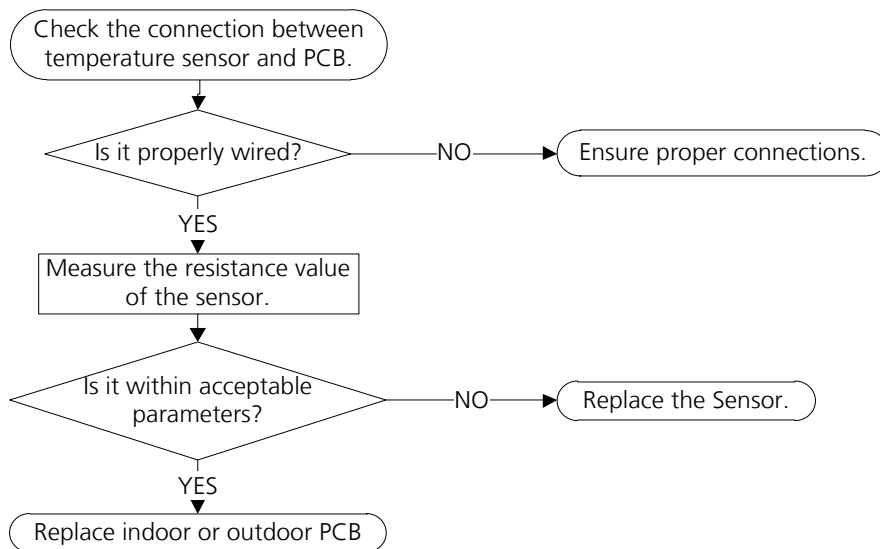 Check the connection between
temperature sensor and PCB.
Is it properly wired?
NO
Ensure proper connections.
YES
Measure the resistance value
of the sensor.
Is it within acceptable
parameters?
NO
Replace the Sensor.
YES
Replace indoor or outdoor PCB